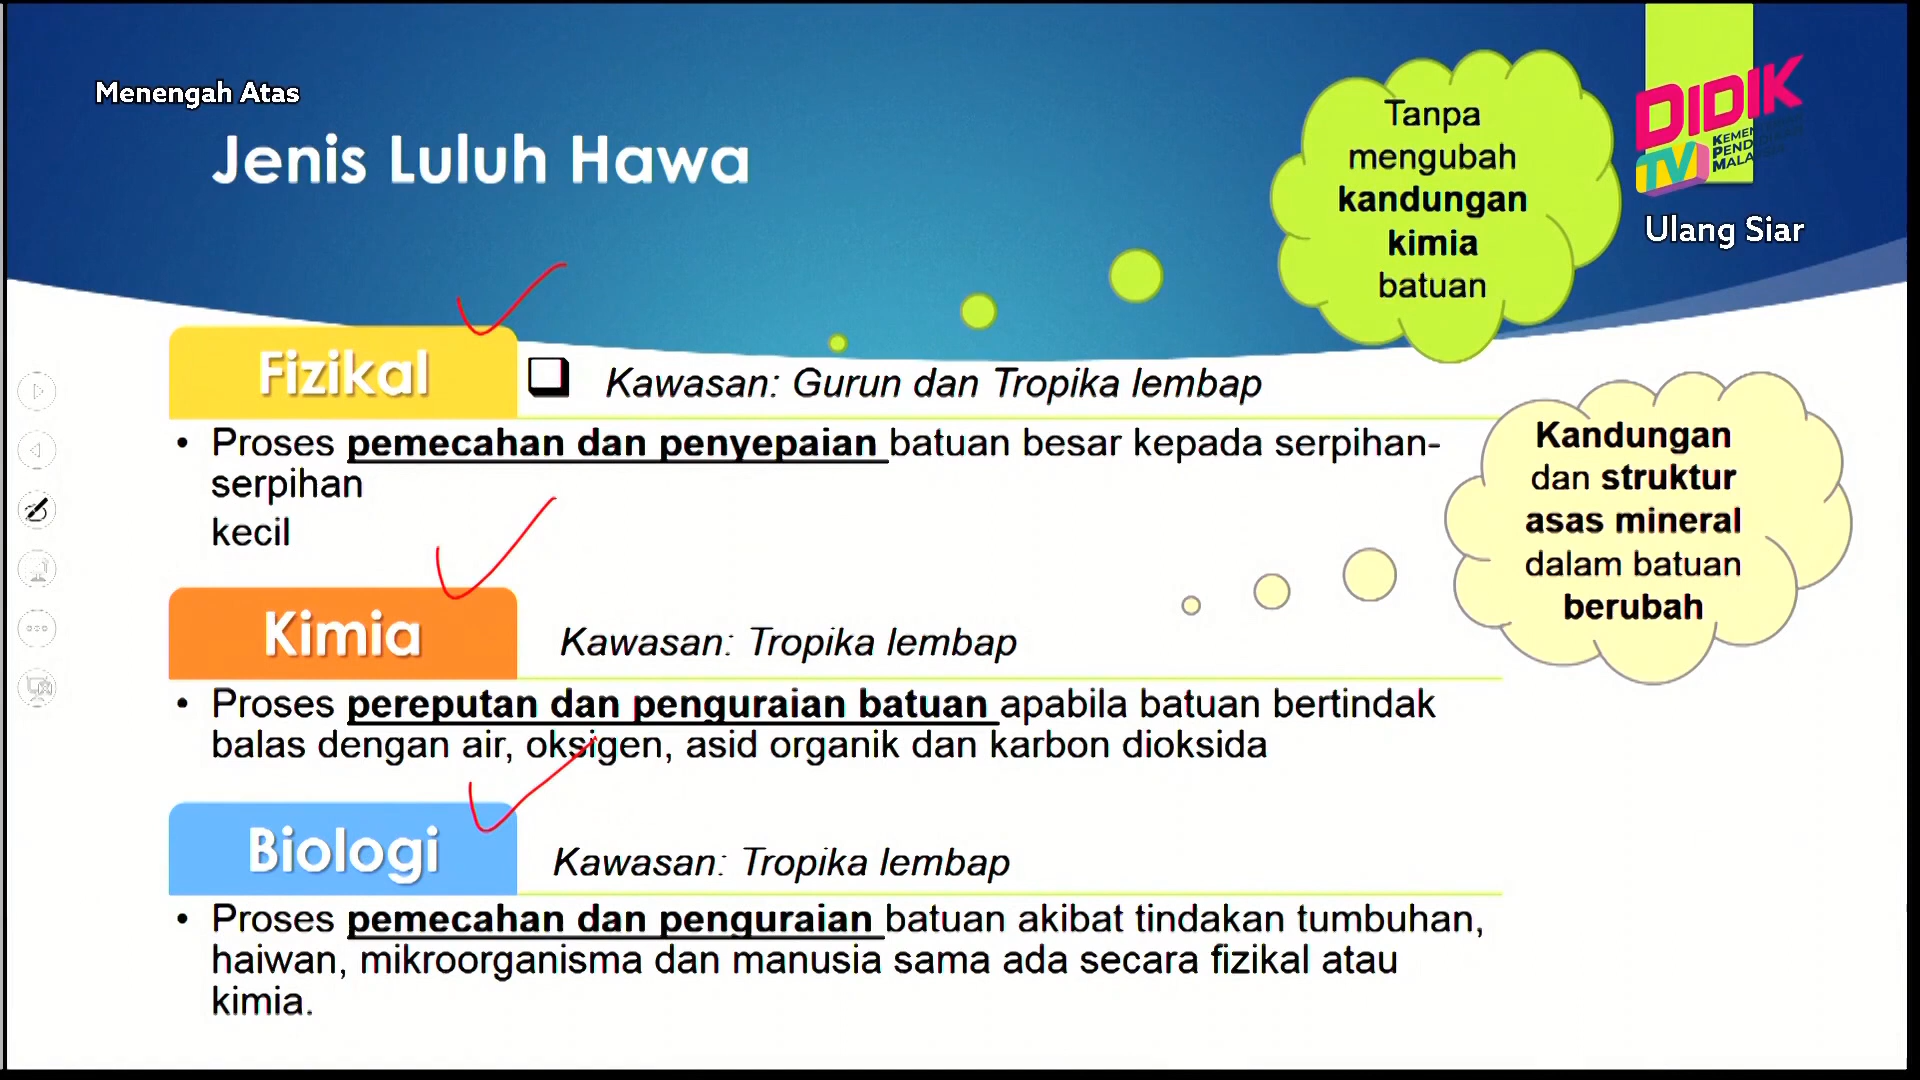 Menengah Atas
Jenis Luluh Hawa
Tanpa
mengubah
kandungan
kimia
batuan
DIDIK
TV
Ulang Siar
Fizikal
Kawasan: Gurun dan Tropika lembap
• Proses pemecahan dan penyepaian batuan besar kepada serpihan-
serpihan
kecil
Kandungan
dan struktur
asas mineral
dalam batuan
berubah
Kimia
Kawasan: Tropika lembap
• Proses pereputan dan penguraian batuan apabila batuan bertindak
balas dengan air, oksigen, asid organik dan karbon dioksida
Biologi
Kawasan: Tropika lembap
• Proses pemecahan dan penguraian batuan akibat tindakan tumbuhan,
haiwan, mikroorganisma dan manusia sama ada secara fizikal atau
kimia.